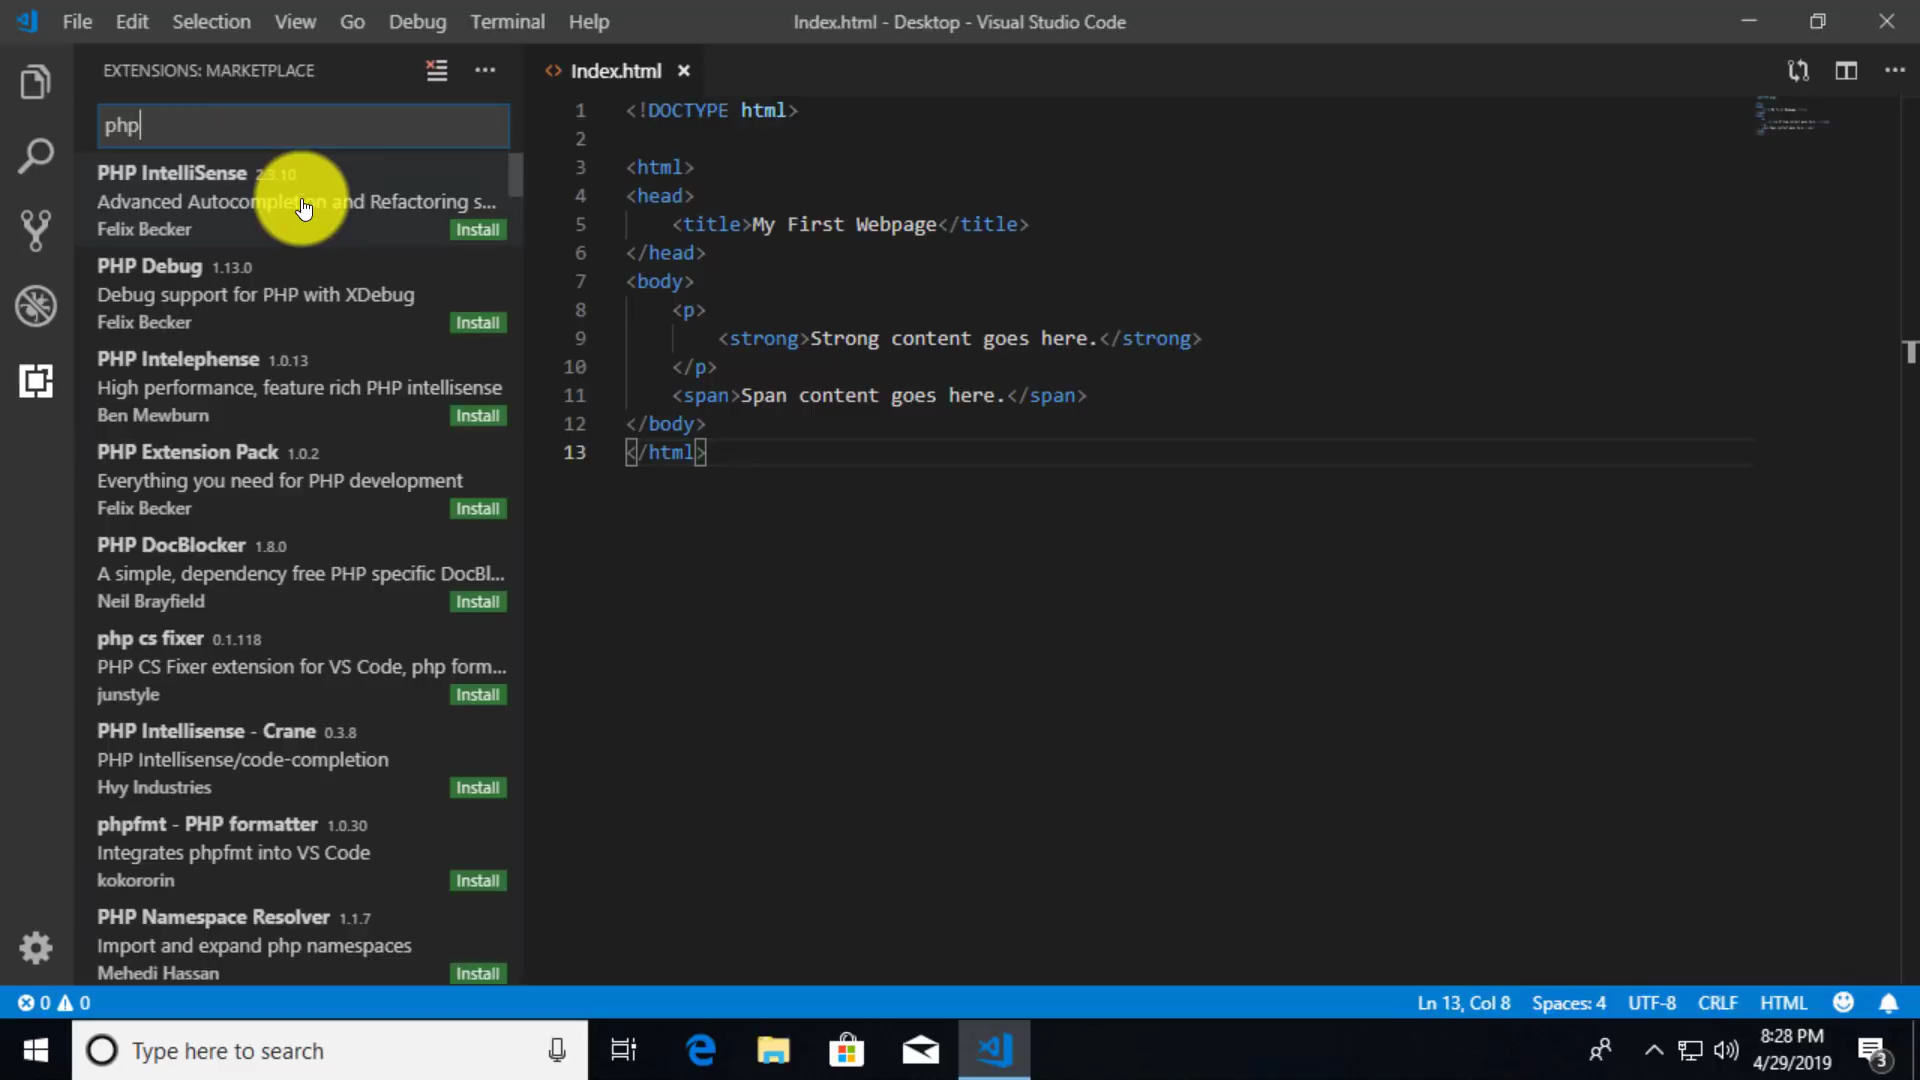 File Edit Selection View Go Debug Terminal Help
Index.html - Desktop - Visual Studio Code
EXTENSIONS: MARKETPLACE
php
PHP IntelliSense 2.3.10
Advanced Autocompletion and Refactoring s...
Felix Becker Install
PHP Debug 1.13.0
Debug support for PHP with XDebug
Felix Becker Install
PHP Intelephense 1.0.13
High performance, feature rich PHP intellisense
Ben Mewburn Install
PHP Extension Pack 1.0.2
Everything you need for PHP development
Felix Becker Install
PHP DocBlocker 1.8.0
A simple, dependency free PHP specific DocBl...
Neil Brayfield Install
php cs fixer 0.1.118
PHP CS Fixer extension for VS Code, php form...
junstyle Install
PHP Intellisense - Crane 0.3.8
PHP Intellisense/code-completion
Hvy Industries Install
phpfmt - PHP formatter 1.0.30
Integrates phpfmt into VS Code
kokororin Install
PHP Namespace Resolver 1.1.7
Import and expand php namespaces
Mehedi Hassan Install
<> Index.html
1 <!DOCTYPE html>
2
3 <html>
4 <head>
5 <title>My First Webpage</title>
6 </head>
7 <body>
8 <p>
9 <strong>Strong content goes here.</strong>
10 </p>
11 <span>Span content goes here.</span>
12 </body>
13 </html>
0 0
Ln 13, Col 8 Spaces: 4 UTF-8 CRLF HTML
Type here to search
8:28 PM
4/29/2019
3